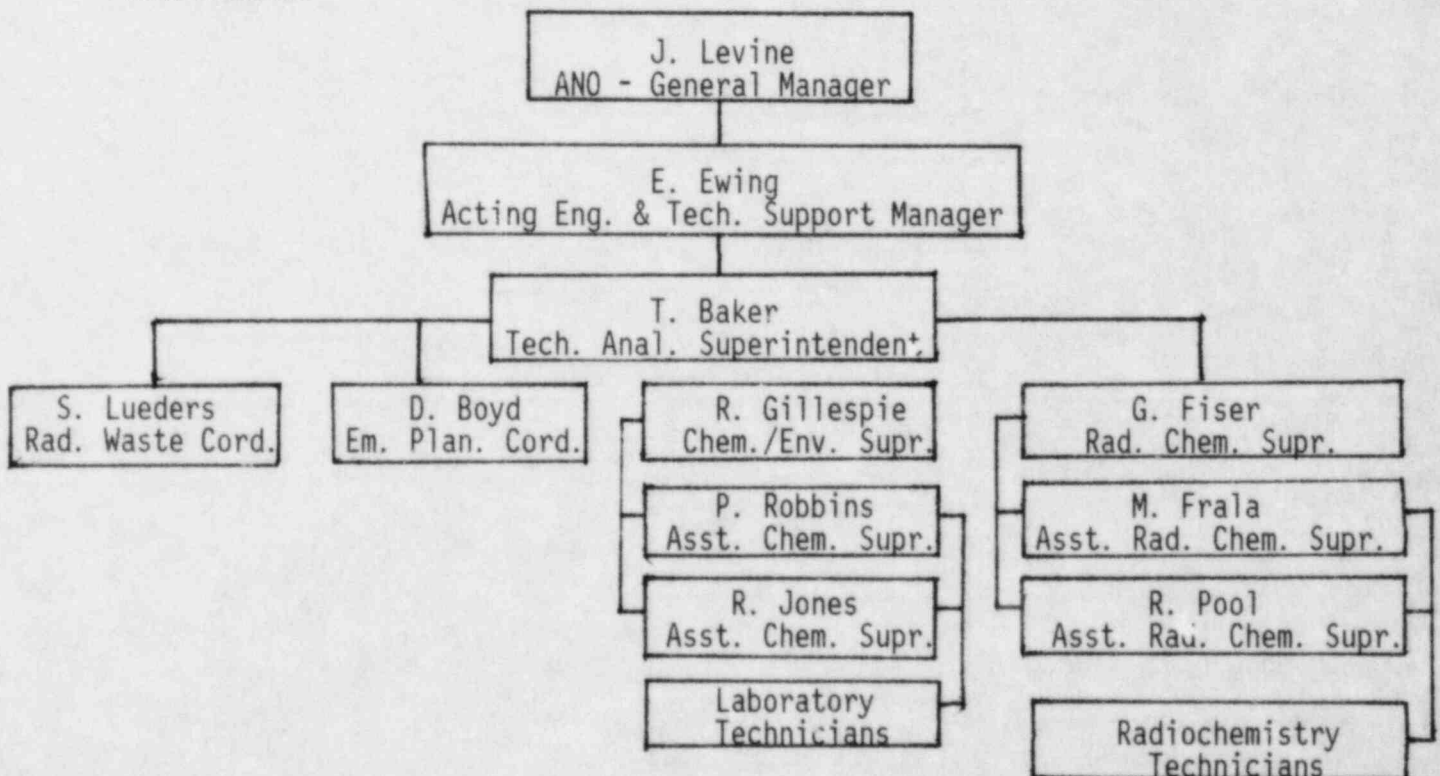 J. Levine
ANO - General Manager
E. Ewing
Acting Eng. & Tech. Support Manager
T. Baker
Tech. Anal. Superintendent.
S. Lueders
Rad. Waste Cord.
D. Boyd
Em. Plan. Cord.
R. Gillespie
Chem./Env. Supr.
P. Robbins
Asst. Chem. Supr.
R. Jones
Asst. Chem. Supr.
Laboratory
Technicians
G. Fiser
Rad. Chem. Supr.
M. Frala
Asst. Rad. Chem. Supr.
R. Pool
Asst. Rad. Chem. Supr.
Radiochemistry
Technicians